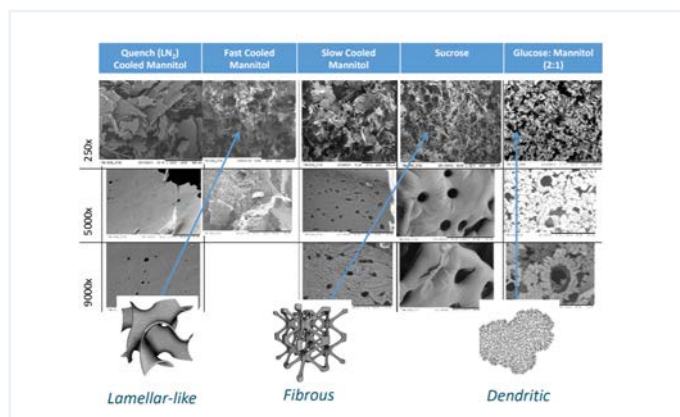 Quench (LN2)
Cooled Mannitol
Fast Cooled
Mannitol
Slow Cooled
Mannitol
Sucrose
Glucose: Mannitol
(2:1)
250x
5000x
9000x
Lamellar-like
Fibrous
Dendritic